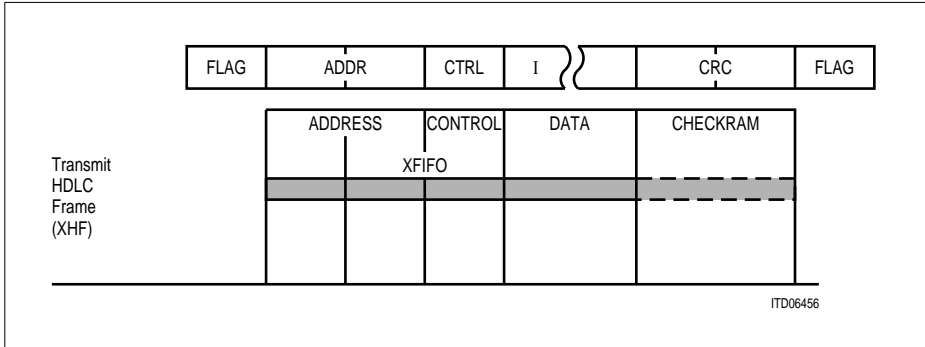 FLAG ADDR CTRL I CRC FLAG
ADDRESS CONTROL DATA CHECKRAM
XFIFO
Transmit
HDLC
Frame
(XHF)
ITD06456